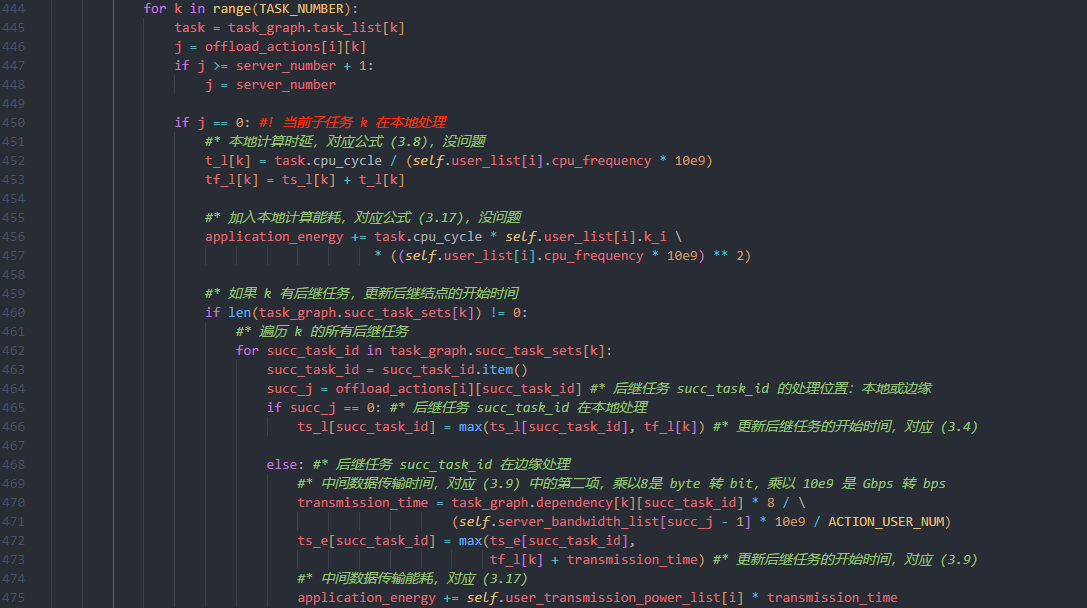 444 for k in range(TASK_NUMBER):
445 task = task_graph.task_list[k]
446 j = offload_actions[i][k]
447 if j >= server_number + 1:
448 j = server_number
449
450 if j == 0: #! 当前子任务 k 在本地处理
451 #* 本地计算时延，对应公式 (3.8)，没问题
452 t_l[k] = task.cpu_cycle / (self.user_list[i].cpu_frequency * 10e9)
453 tf_l[k] = ts_l[k] + t_l[k]
454
455 #* 加入本地计算能耗，对应公式 (3.17)，没问题
456 application_energy += task.cpu_cycle * self.user_list[i].k_i \
457 * ((self.user_list[i].cpu_frequency * 10e9) ** 2)
458
459 #* 如果 k 有后继任务，更新后继结点的开始时间
460 if len(task_graph.succ_task_sets[k]) != 0:
461 #* 遍历 k 的所有后继任务
462 for succ_task_id in task_graph.succ_task_sets[k]:
463 succ_task_id = succ_task_id.item()
464 succ_j = offload_actions[i][succ_task_id] #* 后继任务 succ_task_id 的处理位置：本地或边缘
465 if succ_j == 0: #* 后继任务 succ_task_id 在本地处理
466 ts_l[succ_task_id] = max(ts_l[succ_task_id], tf_l[k]) #* 更新后继任务的开始时间，对应 (3.4)
467
468 else: #* 后继任务 succ_task_id 在边缘处理
469 #* 中间数据传输时间，对应 (3.9) 中的第二项，乘以8是 byte 转 bit，乘以 10e9 是 Gbps 转 bps
470 transmission_time = task_graph.dependency[k][succ_task_id] * 8 / \
471 (self.server_bandwidth_list[succ_j - 1] * 10e9 / ACTION_USER_NUM)
472 ts_e[succ_task_id] = max(ts_e[succ_task_id],
473 tf_l[k] + transmission_time) #* 更新后继任务的开始时间，对应 (3.9)
474 #* 中间数据传输能耗，对应 (3.17)
475 application_energy += self.user_transmission_power_list[i] * transmission_time